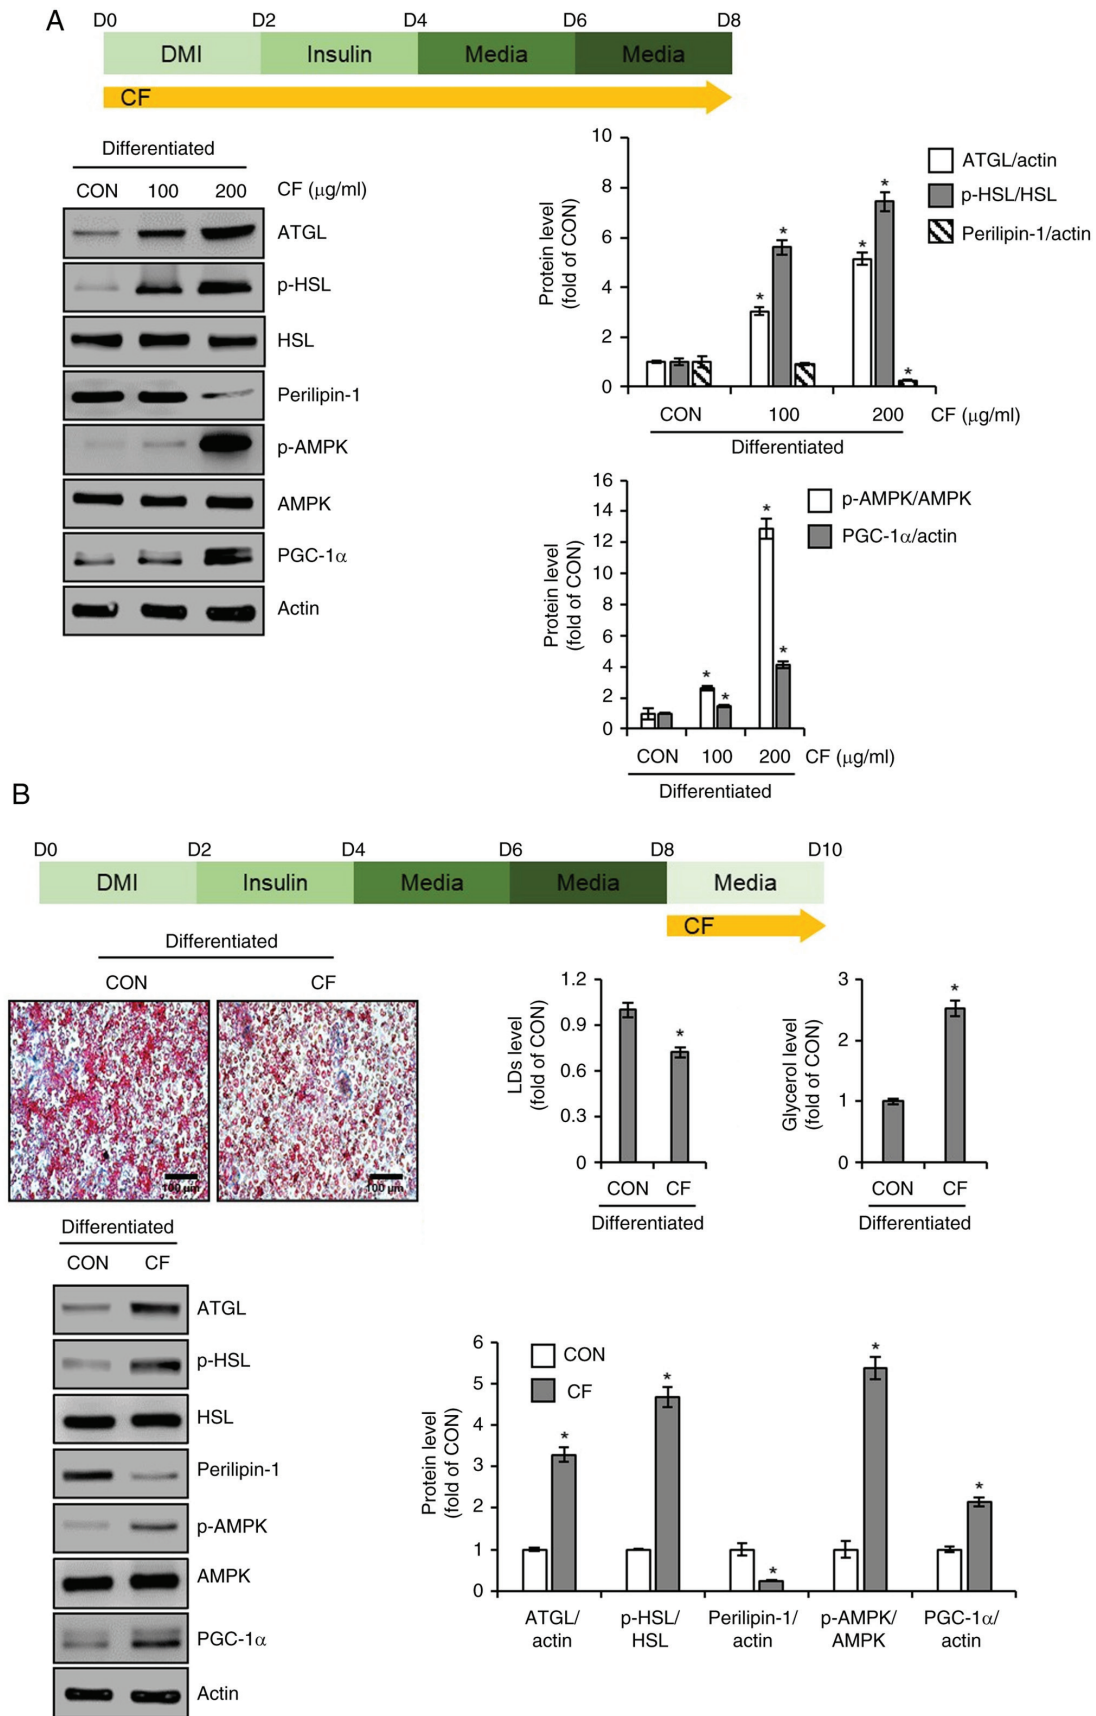 A
D0 D2 D4 D6 D8
DMI Insulin Media Media
CF
Differentiated
CON 100 200 CF (μg/ml)
ATGL
p-HSL
HSL
Perilipin-1
p-AMPK
AMPK
PGC-1α
Actin
Protein level
(fold of CON)
10
8
6
4
2
0
* * * * *
ATGL/actin
p-HSL/HSL
Perilipin-1/actin
CON 100 200 CF (μg/ml)
Differentiated
Protein level
(fold of CON)
16
14
12
10
8
6
4
2
0
* * * *
p-AMPK/AMPK
PGC-1α/actin
CON 100 200 CF (μg/ml)
Differentiated
B
D0 D2 D4 D6 D8 D10
DMI Insulin Media Media Media
CF
Differentiated
CON CF
100 μm 100 μm
LDs level
(fold of CON)
1.2
0.9
0.6
0.3
0
*
CON CF
Differentiated
Glycerol level
(fold of CON)
3
2
1
0
*
CON CF
Differentiated
Differentiated
CON CF
ATGL
p-HSL
HSL
Perilipin-1
p-AMPK
AMPK
PGC-1α
Actin
Protein level
(fold of CON)
6
5
4
3
2
1
0
CON
CF
* * * * *
ATGL/ p-HSL/ Perilipin-1/ p-AMPK/ PGC-1α/
actin HSL actin AMPK actin